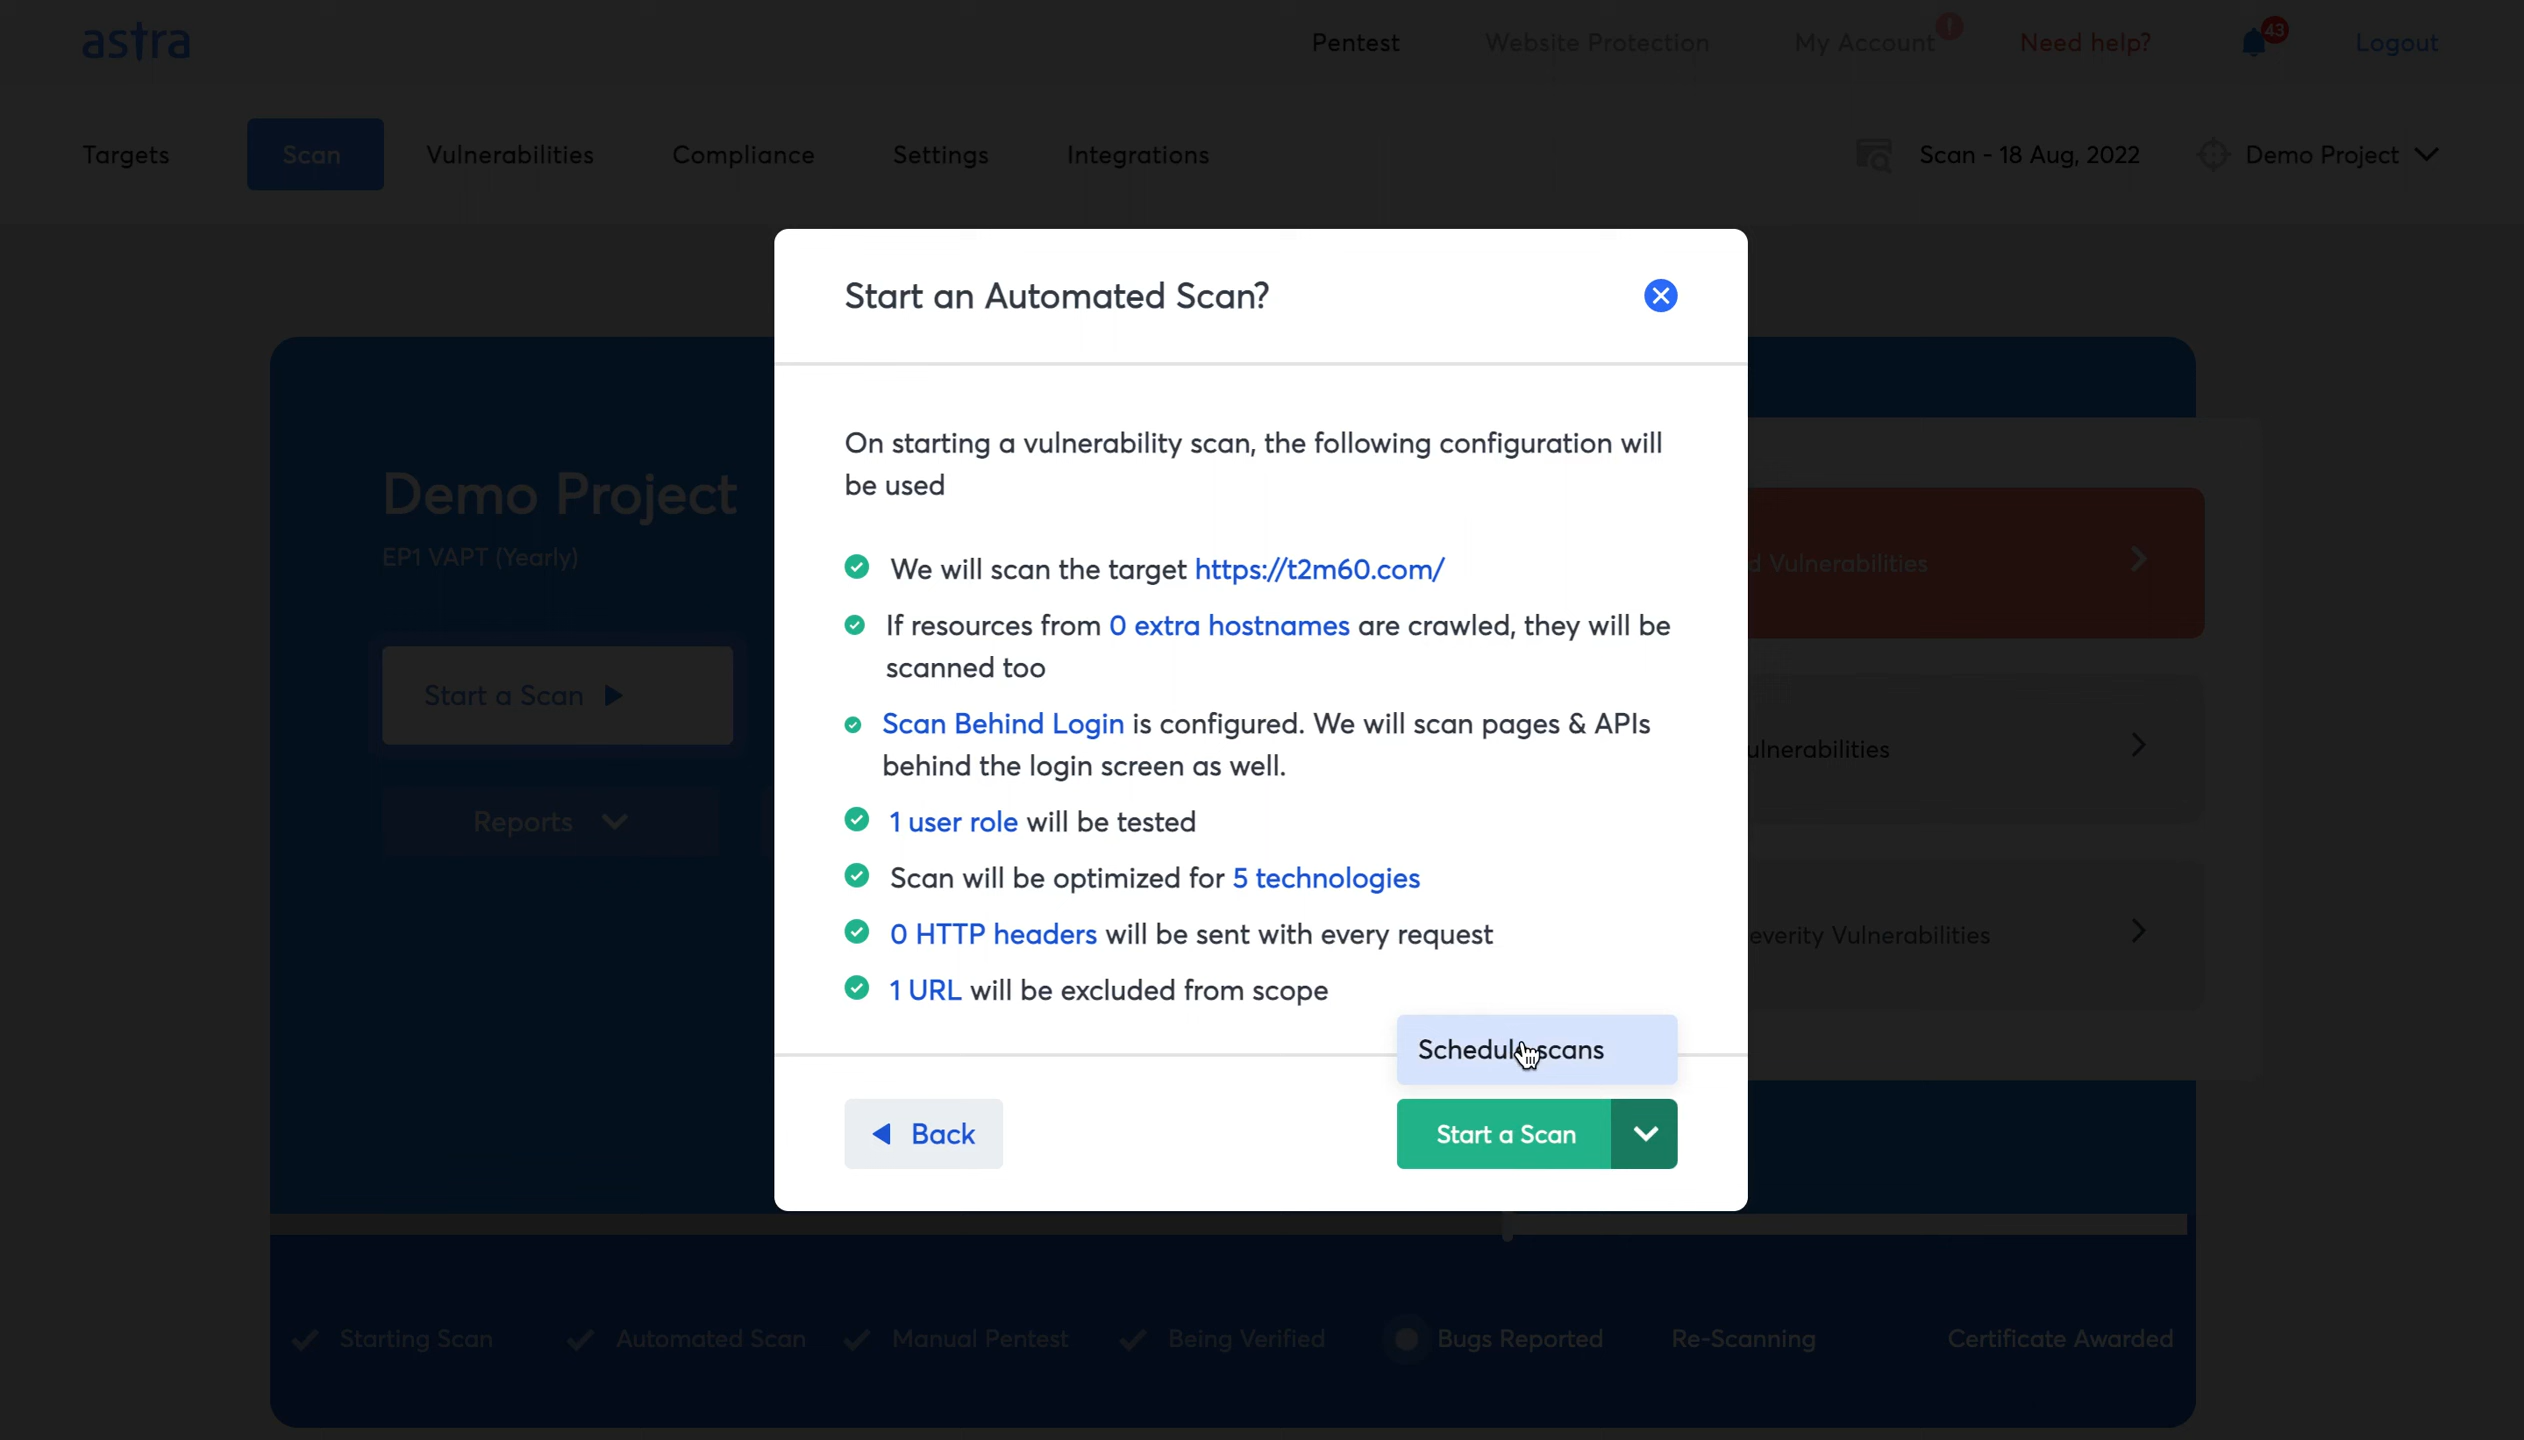 astra
Pentest
Website Protection
My Account
!
Need help?
43
Logout
Targets
Scan
Vulnerabilities
Compliance
Settings
Integrations
Scan - 18 Aug, 2022
Demo Project
Start an Automated Scan?
On starting a vulnerability scan, the following configuration will
be used
Demo Project
EP1 VAPT (Yearly)
We will scan the target https://t2m60.com/
d Vulnerabilities
If resources from 0 extra hostnames are crawled, they will be
scanned too
Start a Scan
Scan Behind Login is configured. We will scan pages & APIs
behind the login screen as well.
ulnerabilities
Reports
1 user role will be tested
Scan will be optimized for 5 technologies
0 HTTP headers will be sent with every request
everity Vulnerabilities
1 URL will be excluded from scope
Schedule scans
Back
Start a Scan
Starting Scan
Automated Scan
Manual Pentest
Being Verified
Bugs Reported
Re-Scanning
Certificate Awarded